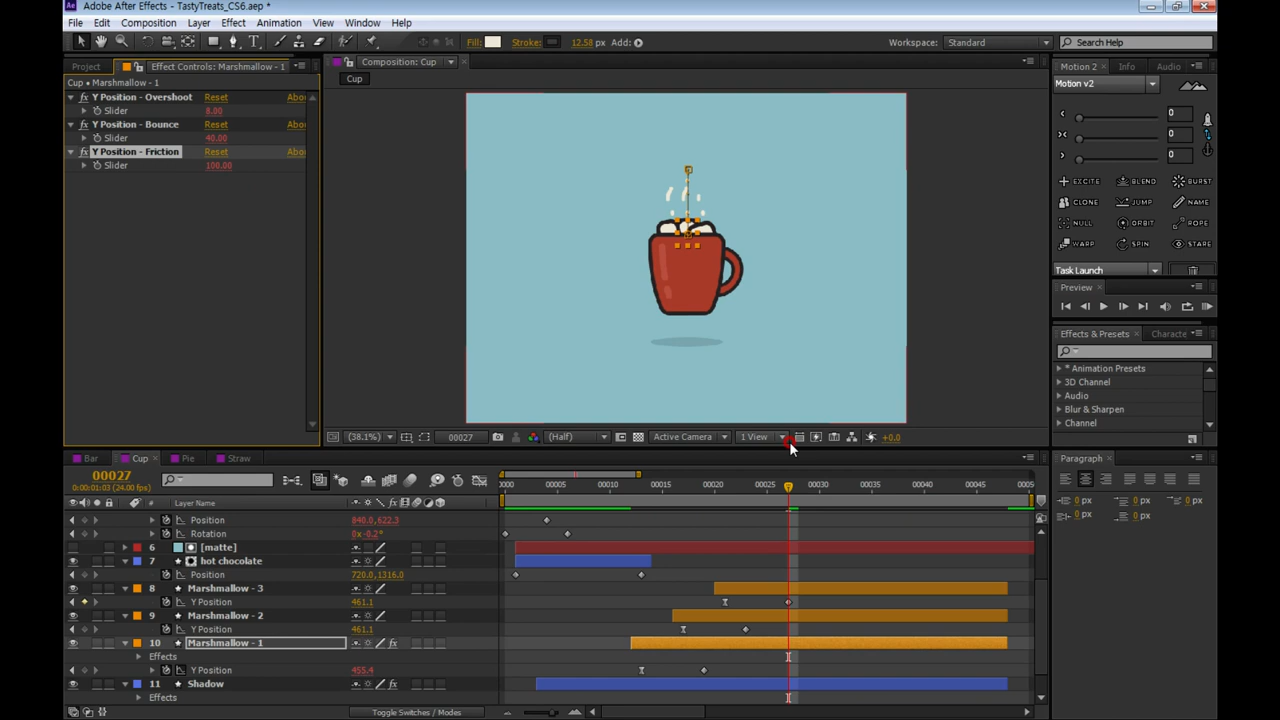 Adobe After Effects - TastyTreats_CS6.aep *
File Edit Composition Layer Effect Animation View Window Help
Fill: Stroke: 12.58 px Add:
Workspace: Standard Search Help
Project Effect Controls: Marshmallow - 1
Composition: Cup
Motion 2 Info Audio
Cup • Marshmallow - 1
Cup
Motion v2
fx Y Position - Overshoot Reset Abo
Slider 8.00
fx Y Position - Bounce Reset Abo
Slider 40.00
fx Y Position - Friction Reset Abo
Slider 100.00
0
0
0
EXCITE BLEND BURST
CLONE JUMP NAME
NULL ORBIT ROPE
WARP SPIN STARE
Task Launch
Preview
Effects & Presets Characte
* Animation Presets
3D Channel
Audio
Blur & Sharpen
Channel
(38.1%) 00027 (Half) Active Camera 1 View +0.0
Bar Cup Pie Straw
Paragraph
00027
0:00:01:03 (24.00 fps)
# Layer Name
0000 00005 00010 00015 00020 00025 00030 00035 00040 00045 0005
0 px 0 px 0 px
0 px 0 px
Position 840.0,622.3
Rotation 0x-0.2°
6 [matte]
7 hot chocolate
Position 720.0,1316.0
8 Marshmallow - 3
Y Position 461.1
9 Marshmallow - 2
Y Position 461.1
10 Marshmallow - 1 fx
Effects
Y Position 455.4
11 Shadow fx
Effects
Toggle Switches / Modes